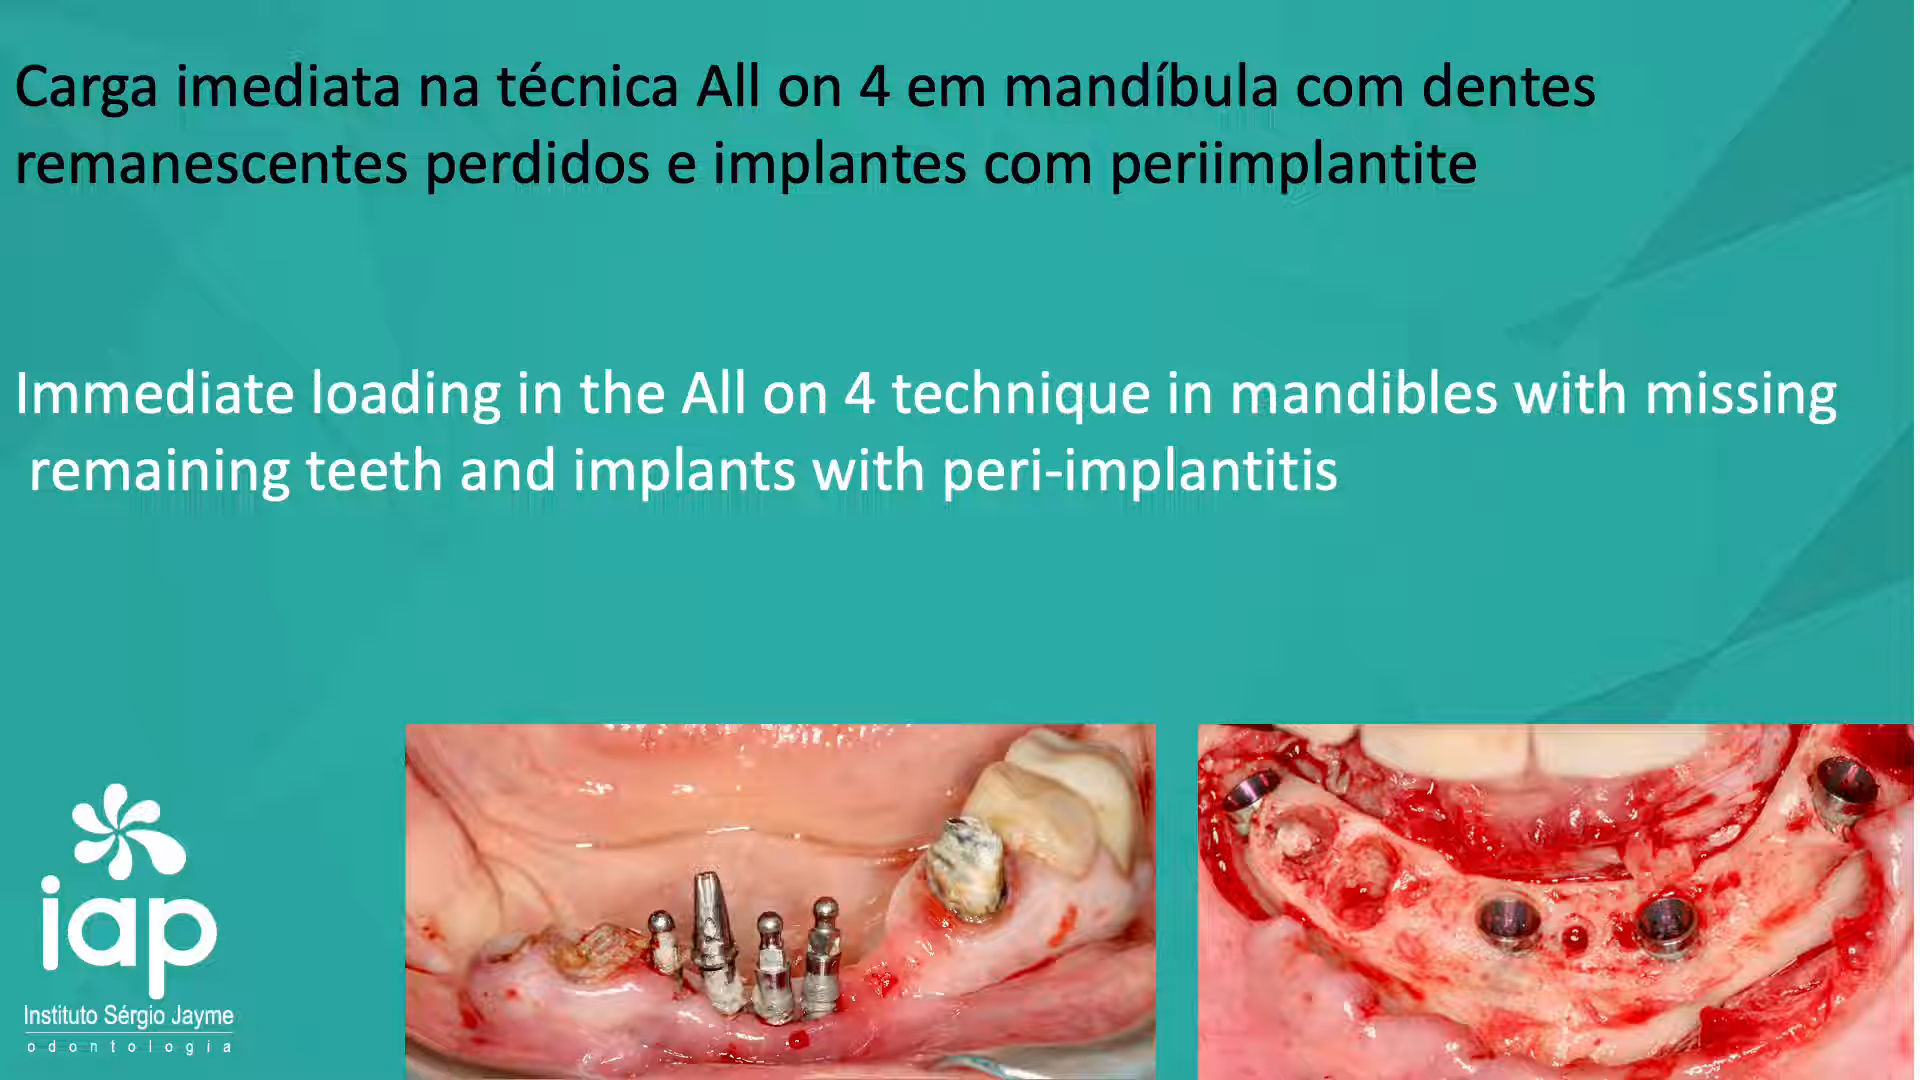 Carga imediata na técnica All on 4 em mandíbula com dentes
remanescentes perdidos e implantes com periimplantite
Immediate loading in the All on 4 technique in mandibles with missing
remaining teeth and implants with peri-implantitis
iap
Instituto Sérgio Jayme
odontologia